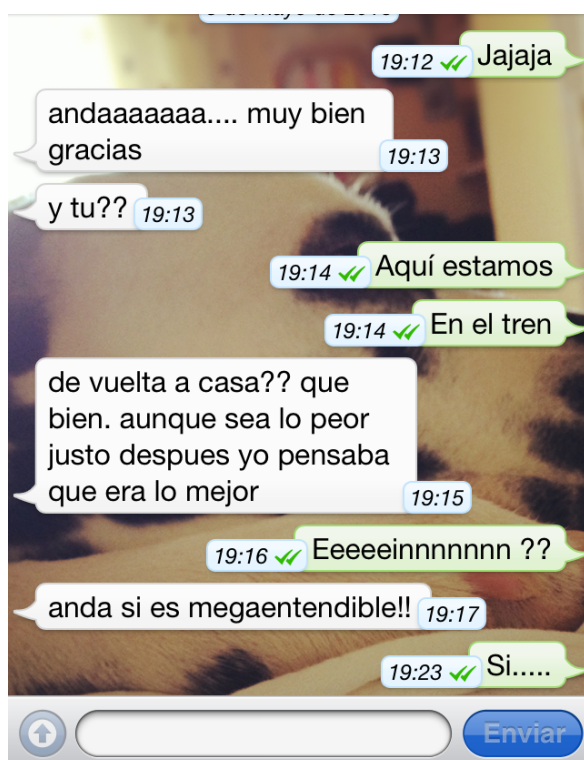 19:12 Jajaja
andaaaaaaa.... muy bien
gracias 19:13
y tu?? 19:13
19:14 Aquí estamos
19:14 En el tren
de vuelta a casa?? que
bien. aunque sea lo peor
justo despues yo pensaba
que era lo mejor 19:15
19:16 Eeeeeinnnnnnn ??
anda si es megaentendible!! 19:17
19:23 Si.....
Enviar